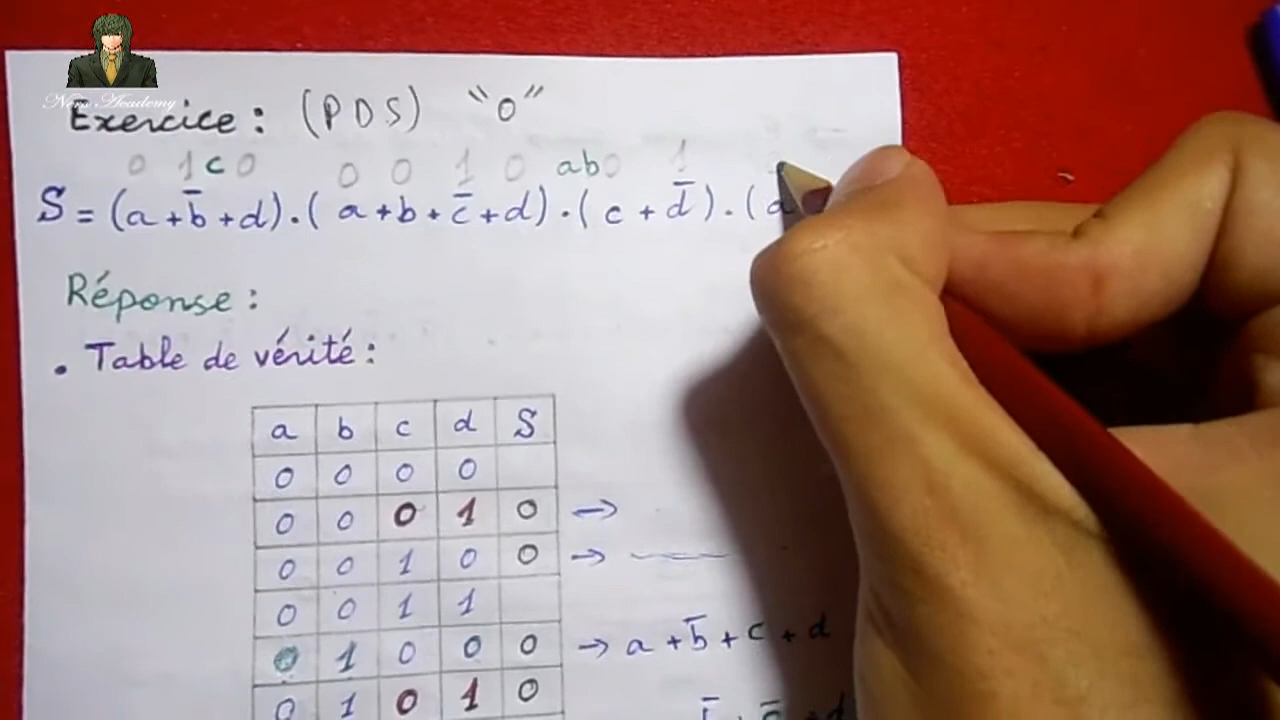 Nero Academy
Exercice : (PDS) "0"
0 1 c 0 0 0 1 0 ab 0 1
S = (a + b̅ + d) . ( a + b + c̅ + d) . ( c + d̅ ) . ( a
Réponse :
. Table de vérité :
a b c d S
0 0 0 0
0 0 0 1 0 →
0 0 1 0 0 →
0 0 1 1
0 1 0 0 0 → a + b̅ + c + d
0 1 0 1 0